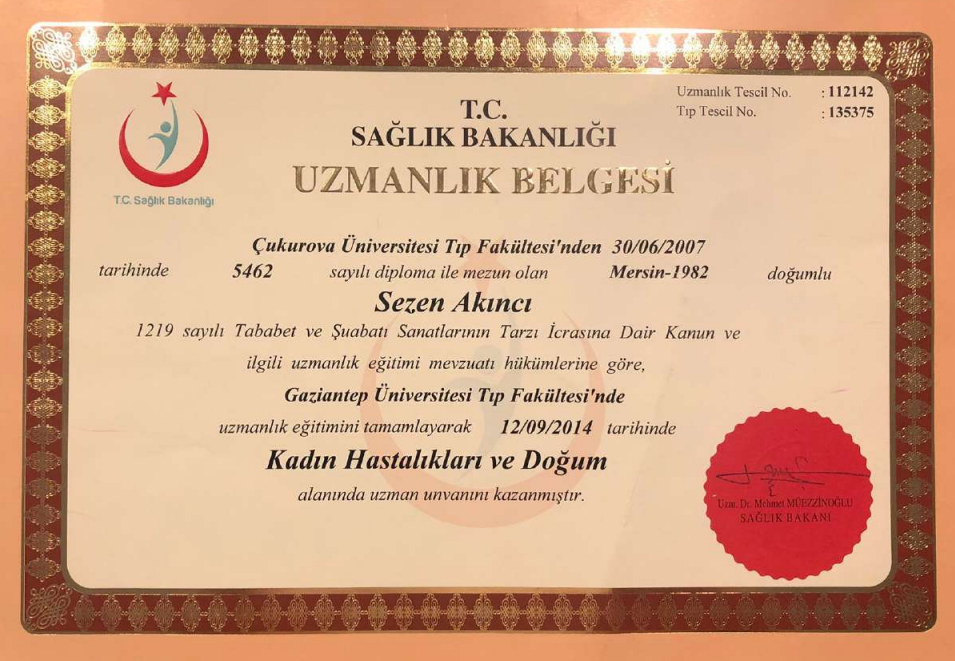 Uzmanlık Tescil No. : 112142
Tıp Tescil No. : 135375
T.C.
SAĞLIK BAKANLIĞI
UZMANLIK BELGESİ
T.C. Sağlık Bakanlığı
Çukurova Üniversitesi Tıp Fakültesi'nden 30/06/2007
tarihinde 5462 sayılı diploma ile mezun olan Mersin-1982 doğumlu
Sezen Akıncı
1219 sayılı Tababet ve Şuabatı Sanatlarının Tarzı İcrasına Dair Kanun ve
ilgili uzmanlık eğitimi mevzuatı hükümlerine göre,
Gaziantep Üniversitesi Tıp Fakültesi'nde
uzmanlık eğitimini tamamlayarak 12/09/2014 tarihinde
Kadın Hastalıkları ve Doğum
alanında uzman unvanını kazanmıştır.
Uzm. Dr. Mehmet MÜEZZİNOĞLU
SAĞLIK BAKANI